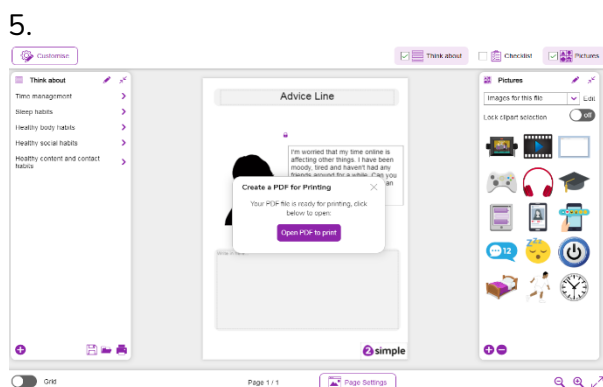 5.
Customise
Think about
Checklist
Pictures
Think about
Time management
Sleep habits
Healthy body habits
Healthy social habits
Healthy content and contact
habits
Advice Line
I'm worried that my time online is
affecting other things. I have been
moody, tired and haven't had any
friends around for a while. Can you
an
Create a PDF for Printing
Your PDF file is ready for printing, click
below to open:
Open PDF to print
2simple
Pictures
Images for this file
Edit
Lock clipart selection
Off
12
Grid
Page 1 / 1
Page Settings